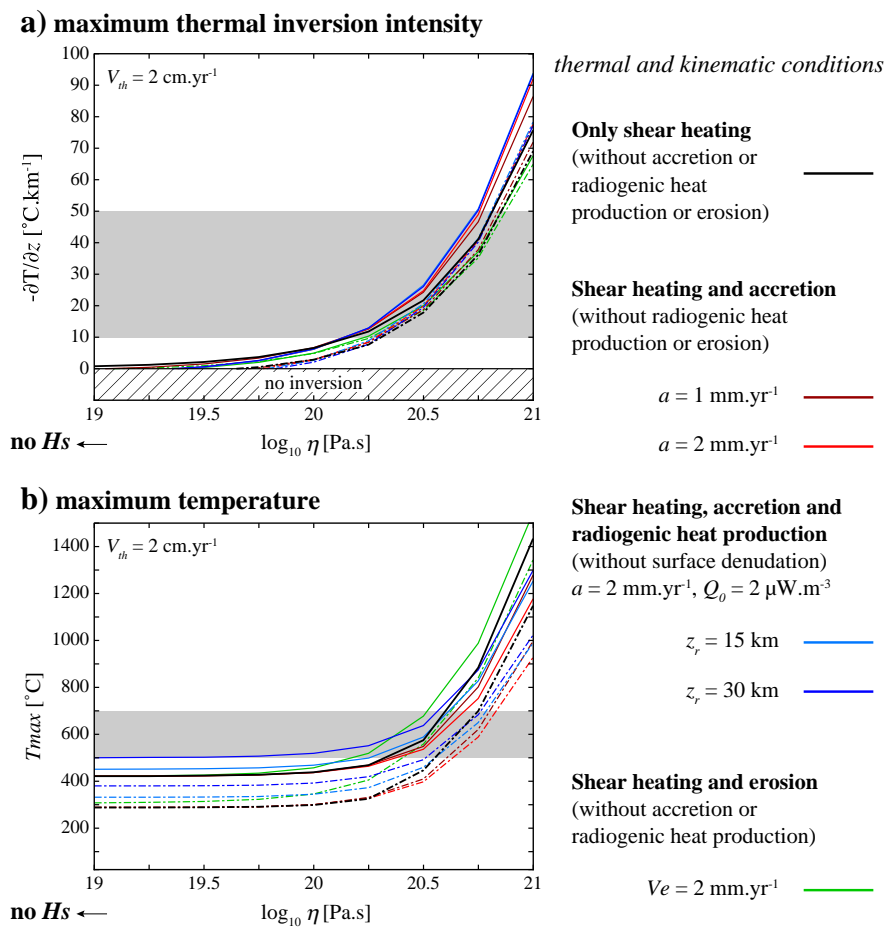 a) maximum thermal inversion intensity
100
90
80
70
60
50
40
30
20
10
0
V_th = 2 cm.yr⁻¹
-∂T/∂z [°C.km⁻¹]
no inversion
19
19.5
20
20.5
21
no Hs ←
log₁₀ η [Pa.s]
b) maximum temperature
1400
1200
1000
800
600
400
200
V_th = 2 cm.yr⁻¹
Tmax [°C]
19
19.5
20
20.5
21
no Hs ←
log₁₀ η [Pa.s]
thermal and kinematic conditions
Only shear heating
(without accretion or
radiogenic heat
production or erosion)
Shear heating and accretion
(without radiogenic heat
production or erosion)
a = 1 mm.yr⁻¹
a = 2 mm.yr⁻¹
Shear heating, accretion and
radiogenic heat production
(without surface denudation)
a = 2 mm.yr⁻¹, Q₀ = 2 μW.m⁻³
z_r = 15 km
z_r = 30 km
Shear heating and erosion
(without accretion or
radiogenic heat production)
Ve = 2 mm.yr⁻¹